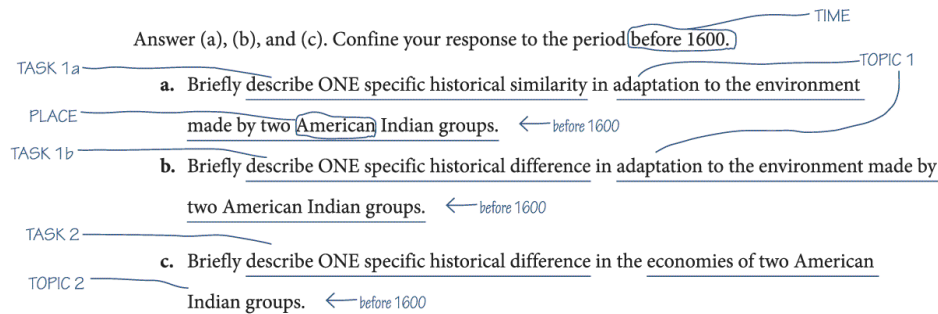 TIME
Answer (a), (b), and (c). Confine your response to the period before 1600.
TASK 1a
TOPIC 1
a. Briefly describe ONE specific historical similarity in adaptation to the environment
PLACE
made by two American Indian groups. ← before 1600
TASK 1b
b. Briefly describe ONE specific historical difference in adaptation to the environment made by
two American Indian groups. ← before 1600
TASK 2
c. Briefly describe ONE specific historical difference in the economies of two American
TOPIC 2
Indian groups. ← before 1600